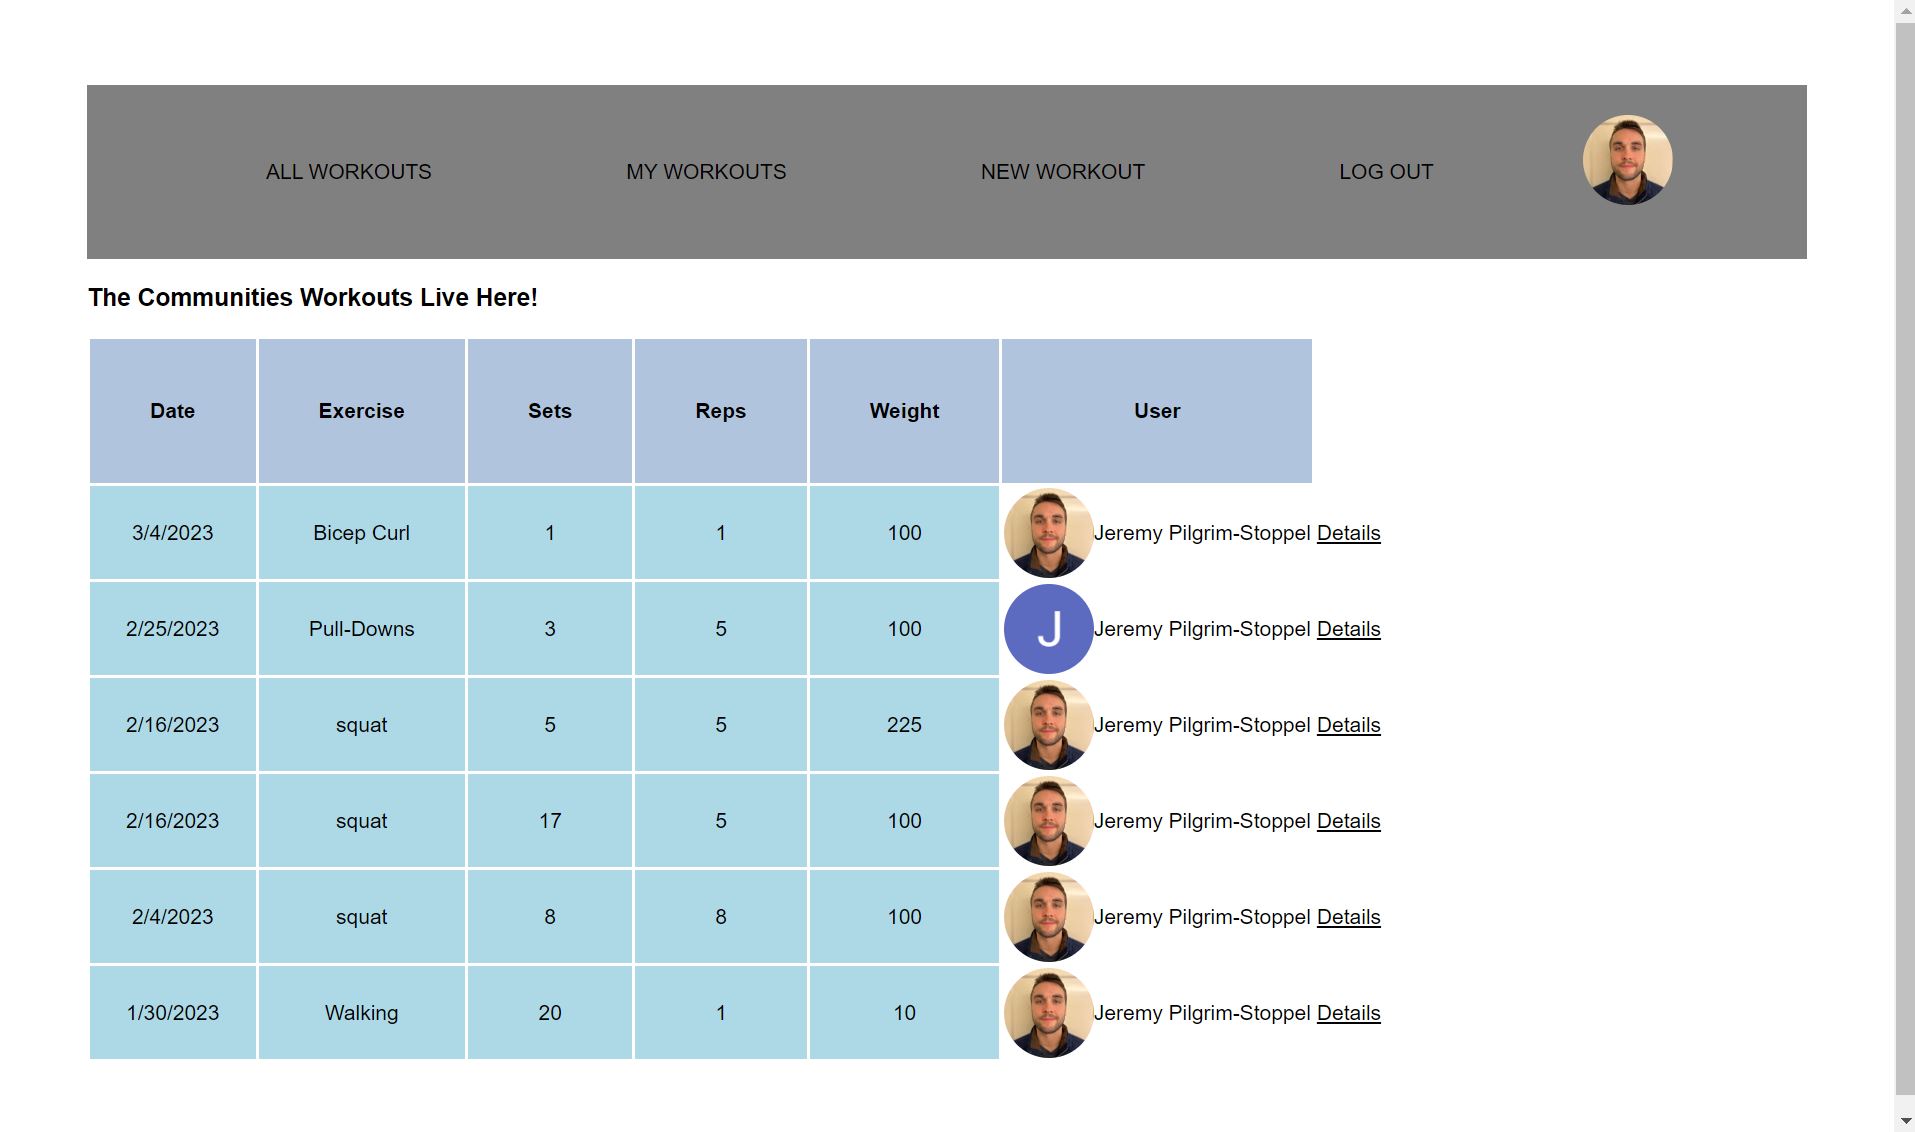 ALL WORKOUTS MY WORKOUTS NEW WORKOUT LOG OUT
The Communities Workouts Live Here!
Date Exercise Sets Reps Weight User
3/4/2023 Bicep Curl 1 1 100 Jeremy Pilgrim-Stoppel Details
2/25/2023 Pull-Downs 3 5 100 J Jeremy Pilgrim-Stoppel Details
2/16/2023 squat 5 5 225 Jeremy Pilgrim-Stoppel Details
2/16/2023 squat 17 5 100 Jeremy Pilgrim-Stoppel Details
2/4/2023 squat 8 8 100 Jeremy Pilgrim-Stoppel Details
1/30/2023 Walking 20 1 10 Jeremy Pilgrim-Stoppel Details